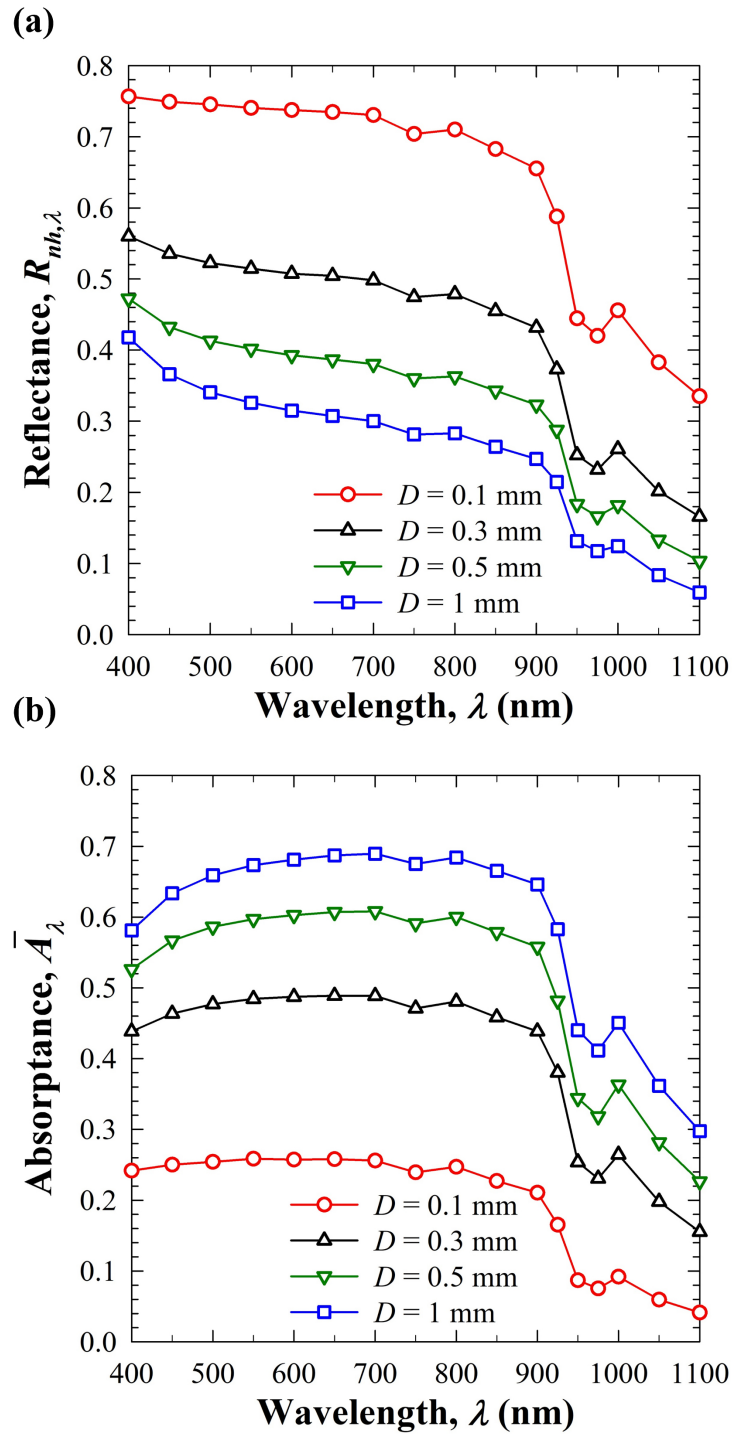 (a)
Reflectance, R_nh,λ
0.8
0.7
0.6
0.5
0.4
0.3
0.2
0.1
0.0
D = 0.1 mm
D = 0.3 mm
D = 0.5 mm
D = 1 mm
400 500 600 700 800 900 1000 1100
Wavelength, λ (nm)
(b)
Absorptance, A̅_λ
0.8
0.7
0.6
0.5
0.4
0.3
0.2
0.1
0.0
D = 0.1 mm
D = 0.3 mm
D = 0.5 mm
D = 1 mm
400 500 600 700 800 900 1000 1100
Wavelength, λ (nm)